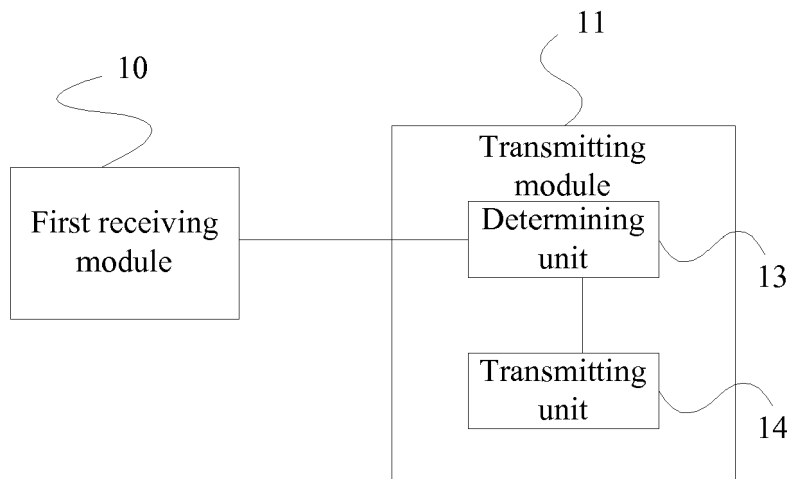 10
11
First receiving
module
Transmitting
module
Determining
unit
13
Transmitting
unit
14